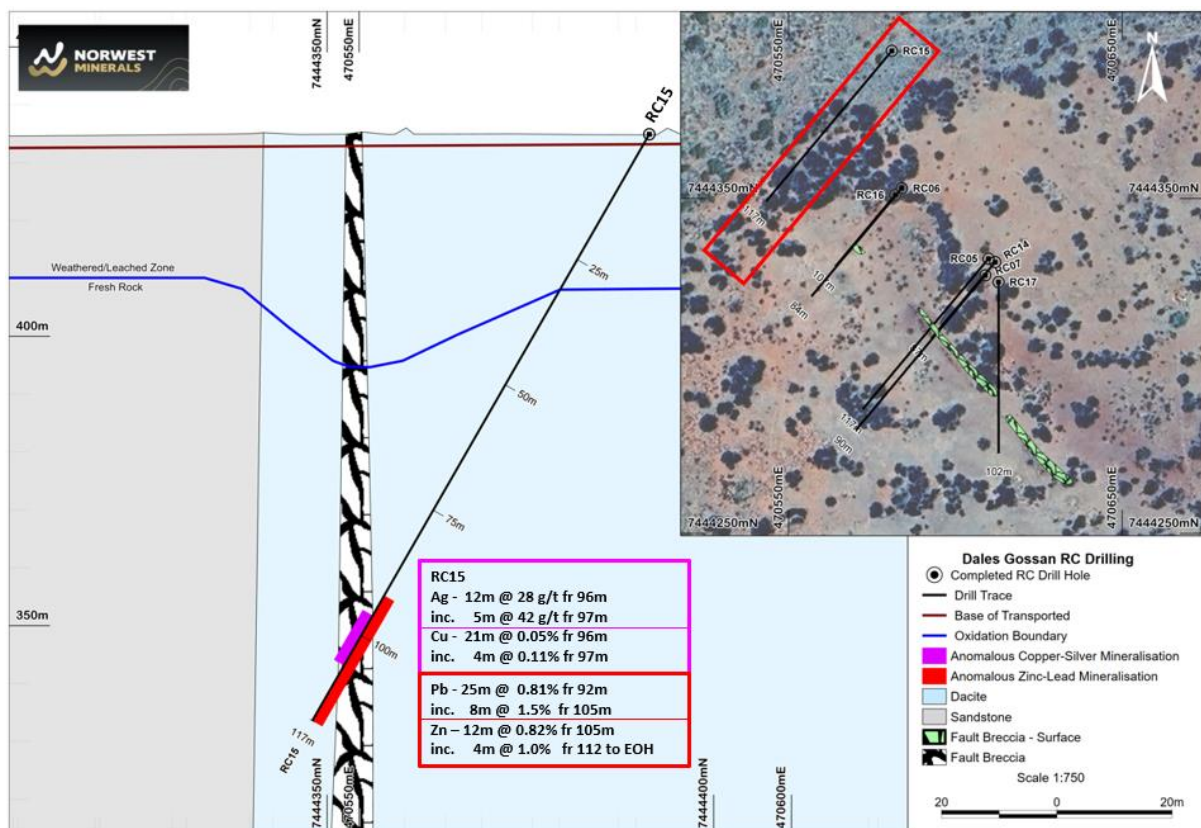 NORWEST
MINERALS
7444350mN
470550mE
RC15
Weathered/Leached Zone
Fresh Rock
400m
350m
25m
50m
75m
100m
117m
RC15
RC15
Ag - 12m @ 28 g/t fr 96m
inc. 5m @ 42 g/t fr 97m
Cu - 21m @ 0.05% fr 96m
inc. 4m @ 0.11% fr 97m
Pb - 25m @ 0.81% fr 92m
inc. 8m @ 1.5% fr 105m
Zn – 12m @ 0.82% fr 105m
inc. 4m @ 1.0% fr 112 to EOH
7444350mN
470550mE
7444400mN
470600mE
470550mE
470650mE
N
RC15
7444350mN
7444350mN
117m
RC16
RC06
84m
RC05
RC14
RC07
RC17
117m
90m
102m
470550mE
470650mE
7444250mN
7444250mN
Dales Gossan RC Drilling
Completed RC Drill Hole
Drill Trace
Base of Transported
Oxidation Boundary
Anomalous Copper-Silver Mineralisation
Anomalous Zinc-Lead Mineralisation
Dacite
Sandstone
Fault Breccia - Surface
Fault Breccia
Scale 1:750
20
0
20m